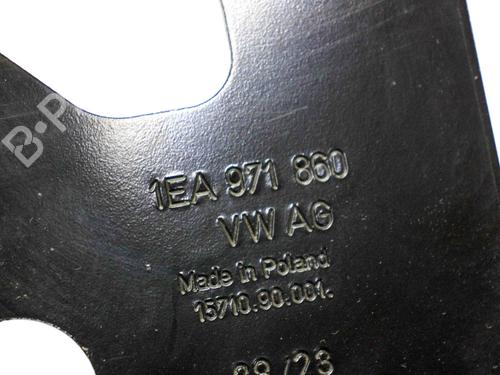 1EA 971 860
VW AG
Made in Poland
15710.90.001.
B-P